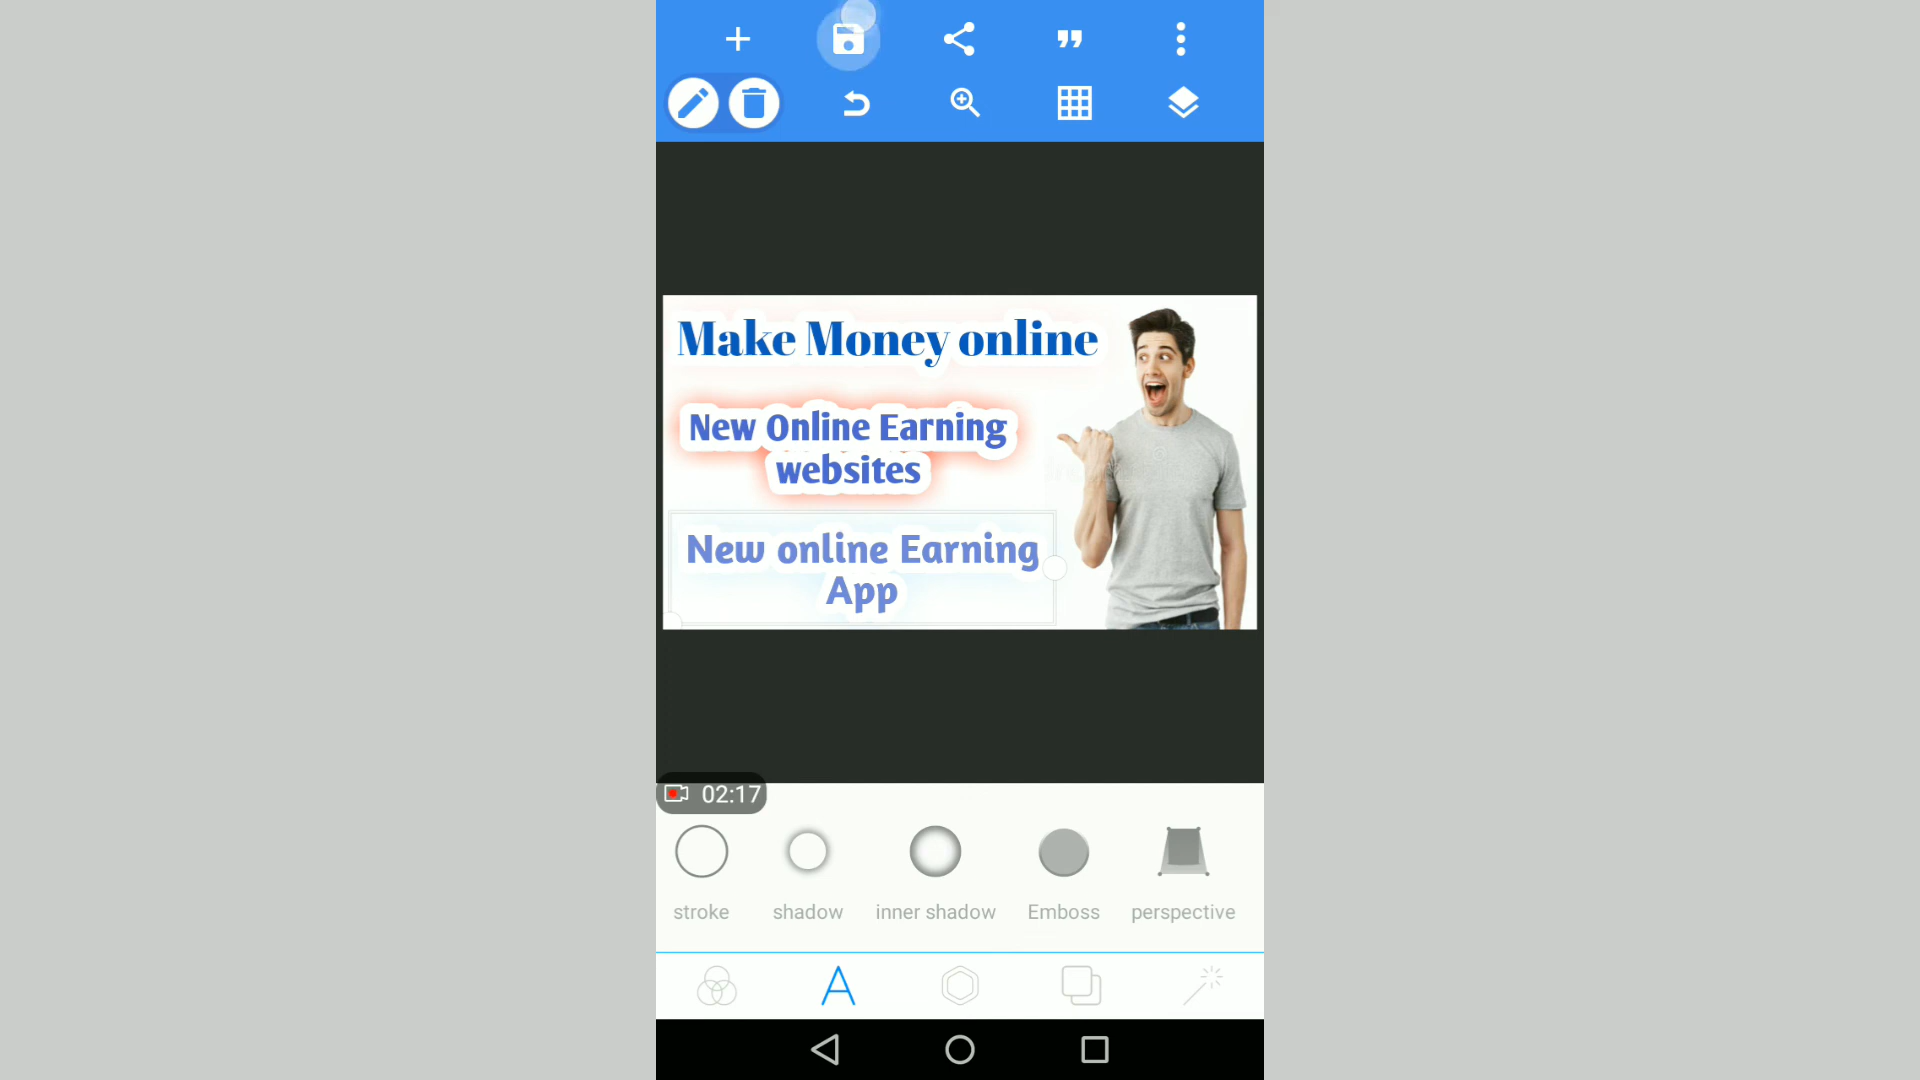 Make Money online
New Online Earning
websites
New online Earning
App
02:17
stroke shadow inner shadow Emboss perspective